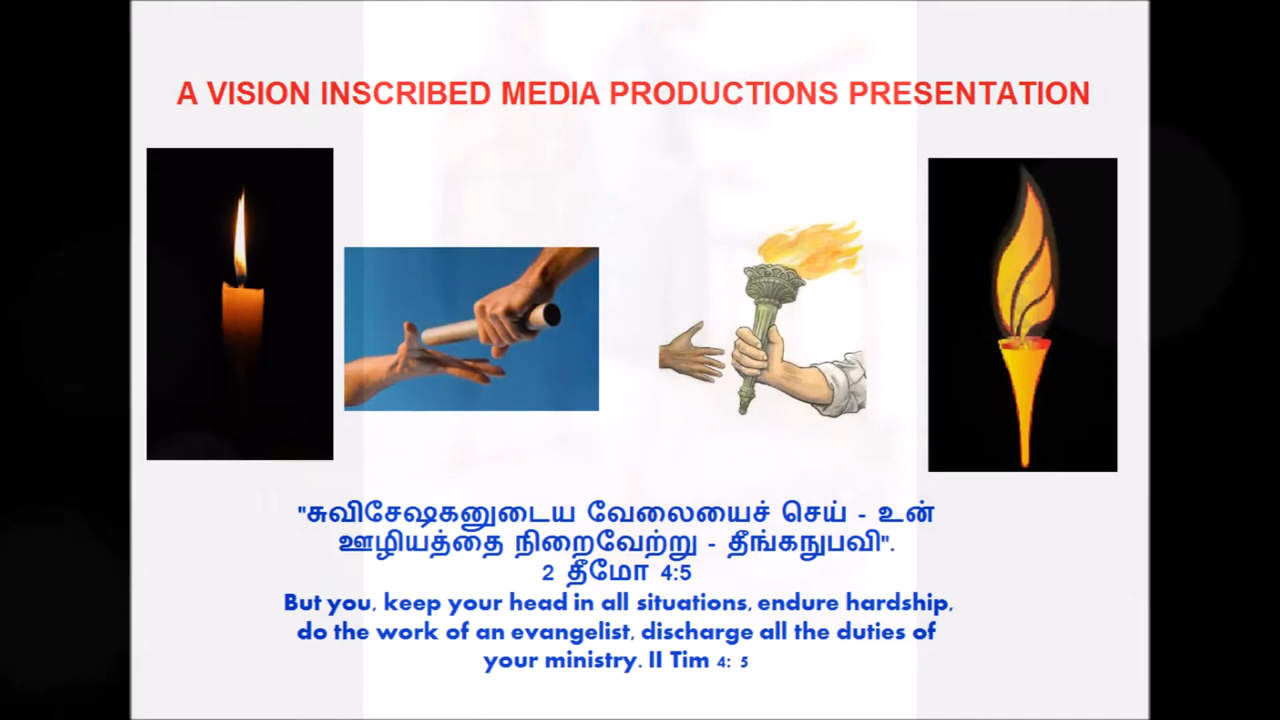 A VISION INSCRIBED MEDIA PRODUCTIONS PRESENTATION
"சுவிசேஷகனுடைய வேலையைச் செய் - உன்
ஊழியத்தை நிறைவேற்று - தீங்கநுபவி".
2 தீமோ 4:5
But you, keep your head in all situations, endure hardship,
do the work of an evangelist, discharge all the duties of
your ministry. II Tim 4: 5